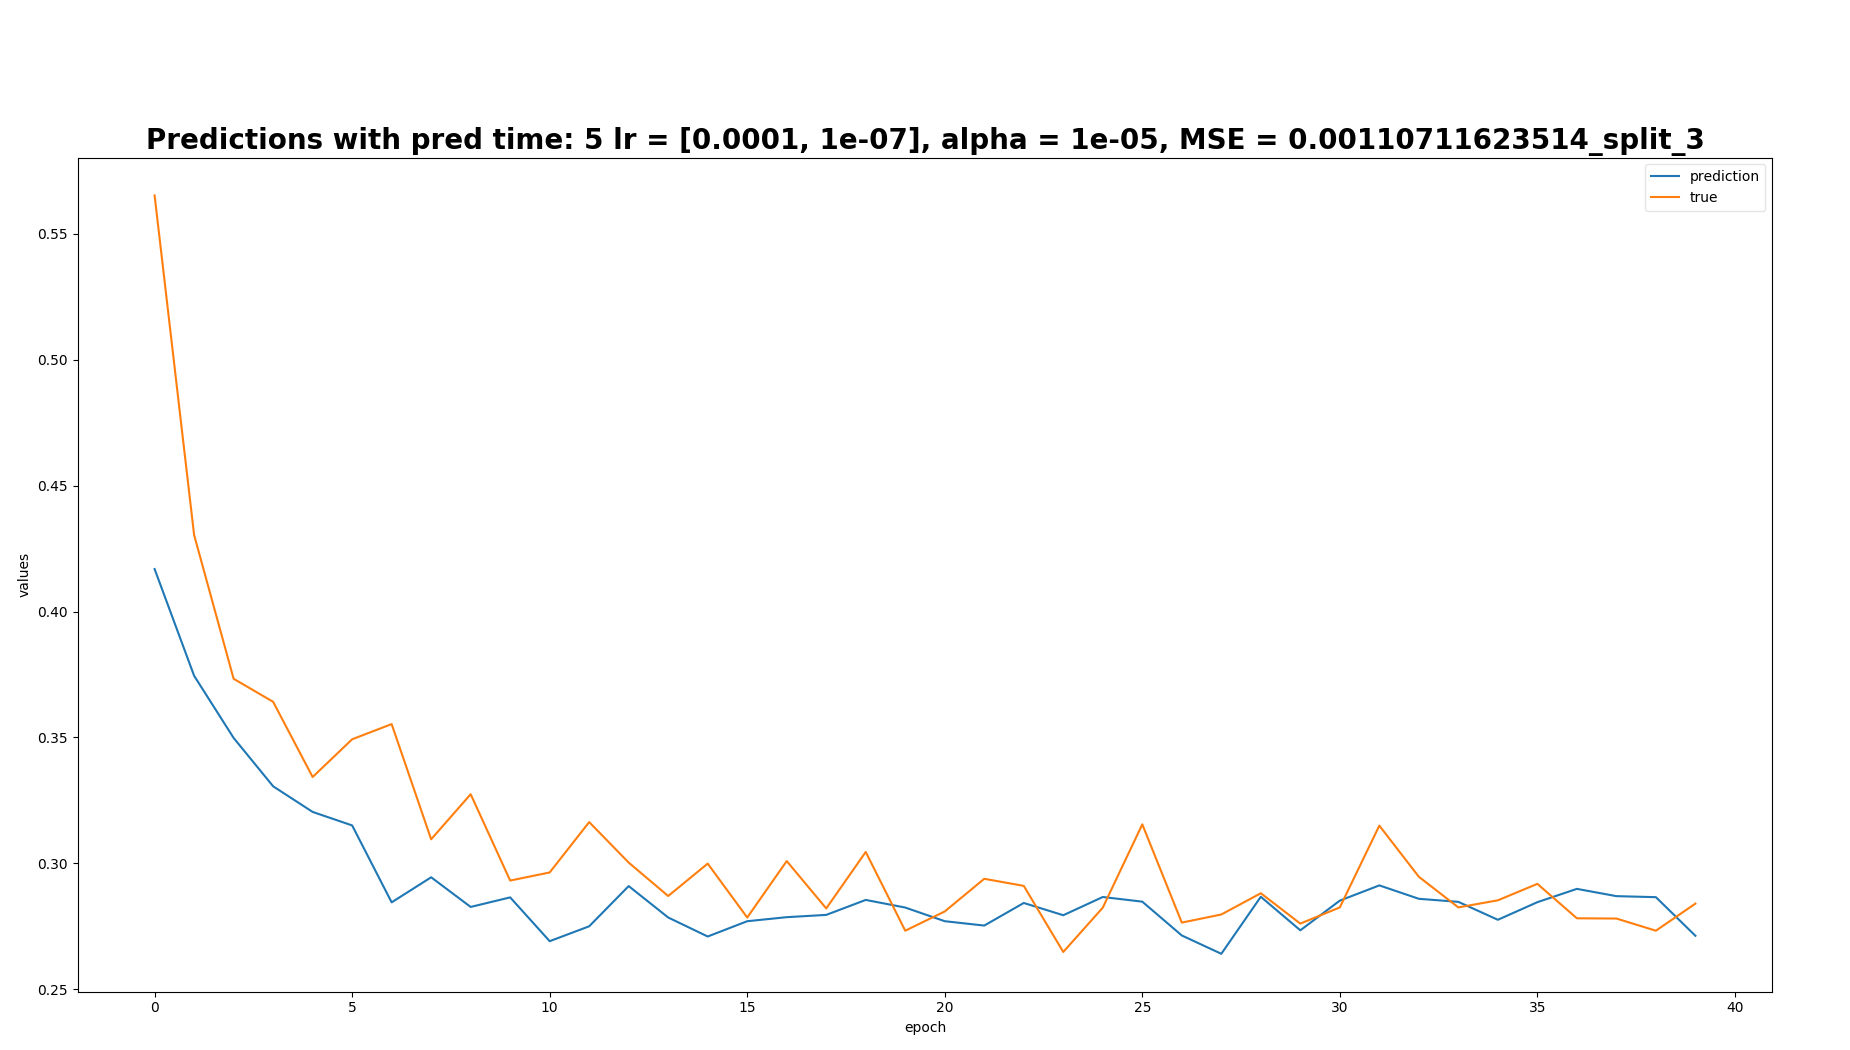 Predictions with pred time: 5 lr = [0.0001, 1e-07], alpha = 1e-05, MSE = 0.00110711623514_split_3
prediction
true
0.55
0.50
0.45
0.40
0.35
0.30
0.25
values
0 5 10 15 20 25 30 35 40
epoch